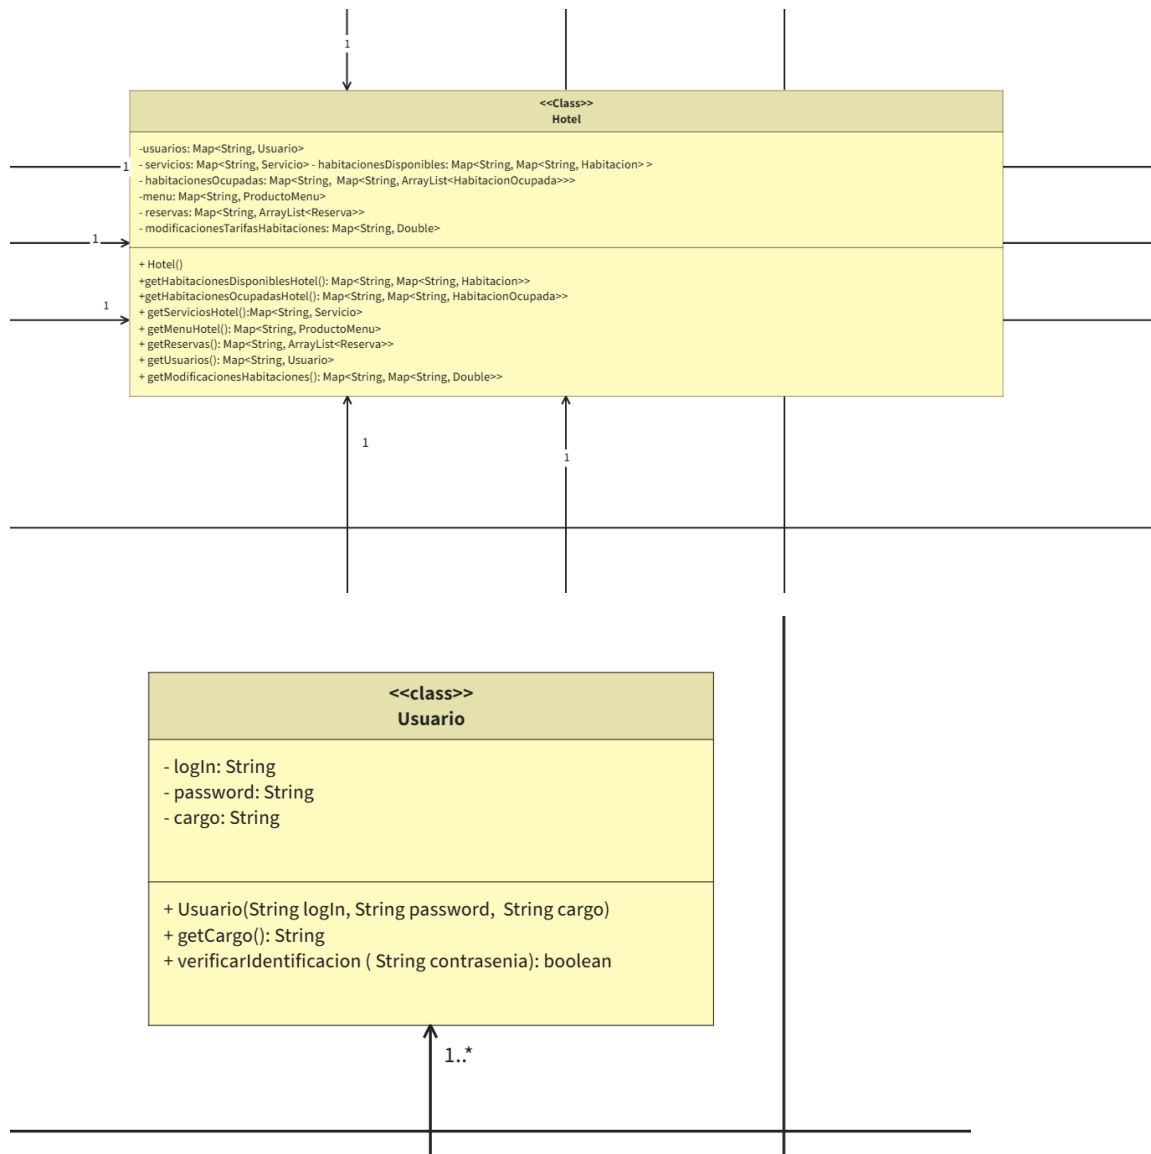 1
<<Class>>
Hotel
-usuarios: Map<String, Usuario>
- servicios: Map<String, Servicio> - habitacionesDisponibles: Map<String, Map<String, Habitacion> >
- habitacionesOcupadas: Map<String,  Map<String, ArrayList<HabitacionOcupada>>>
-menu: Map<String, ProductoMenu>
- reservas: Map<String, ArrayList<Reserva>>
- modificacionesTarifasHabitaciones: Map<String, Double>
1
1
1
+ Hotel()
+getHabitacionesDisponiblesHotel(): Map<String, Map<String, Habitacion>>
+getHabitacionesOcupadasHotel(): Map<String, Map<String, HabitacionOcupada>>
+ getServiciosHotel():Map<String, Servicio>
+ getMenuHotel(): Map<String, ProductoMenu>
+ getReservas(): Map<String, ArrayList<Reserva>>
+ getUsuarios(): Map<String, Usuario>
+ getModificacionesHabitaciones(): Map<String, Map<String, Double>>
1
1
<<class>>
Usuario
- logIn: String
- password: String
- cargo: String
+ Usuario(String logIn, String password,  String cargo)
+ getCargo(): String
+ verificarIdentificacion ( String contrasenia): boolean
1..*